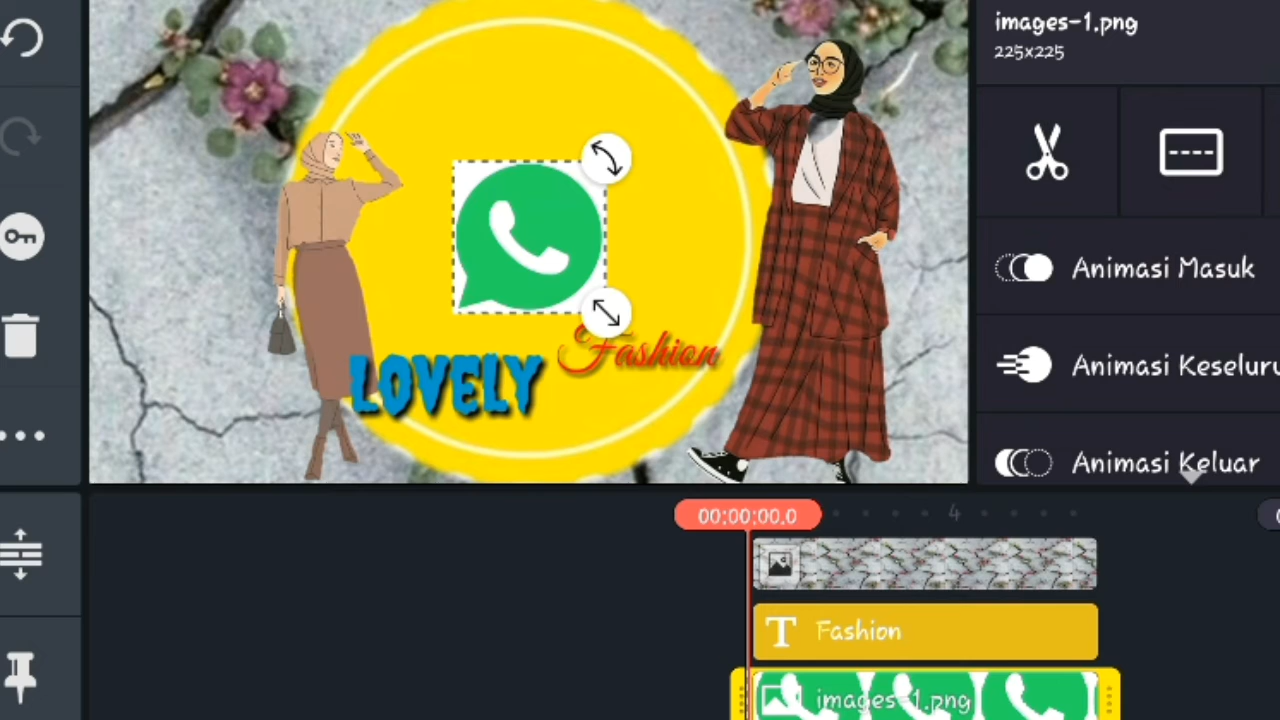 images-1.png
225x225
Animasi Masuk
Animasi Keseluru
Animasi Keluar
LOVELY
Fashion
00:00:00.0
4
Fashion
images-1.png